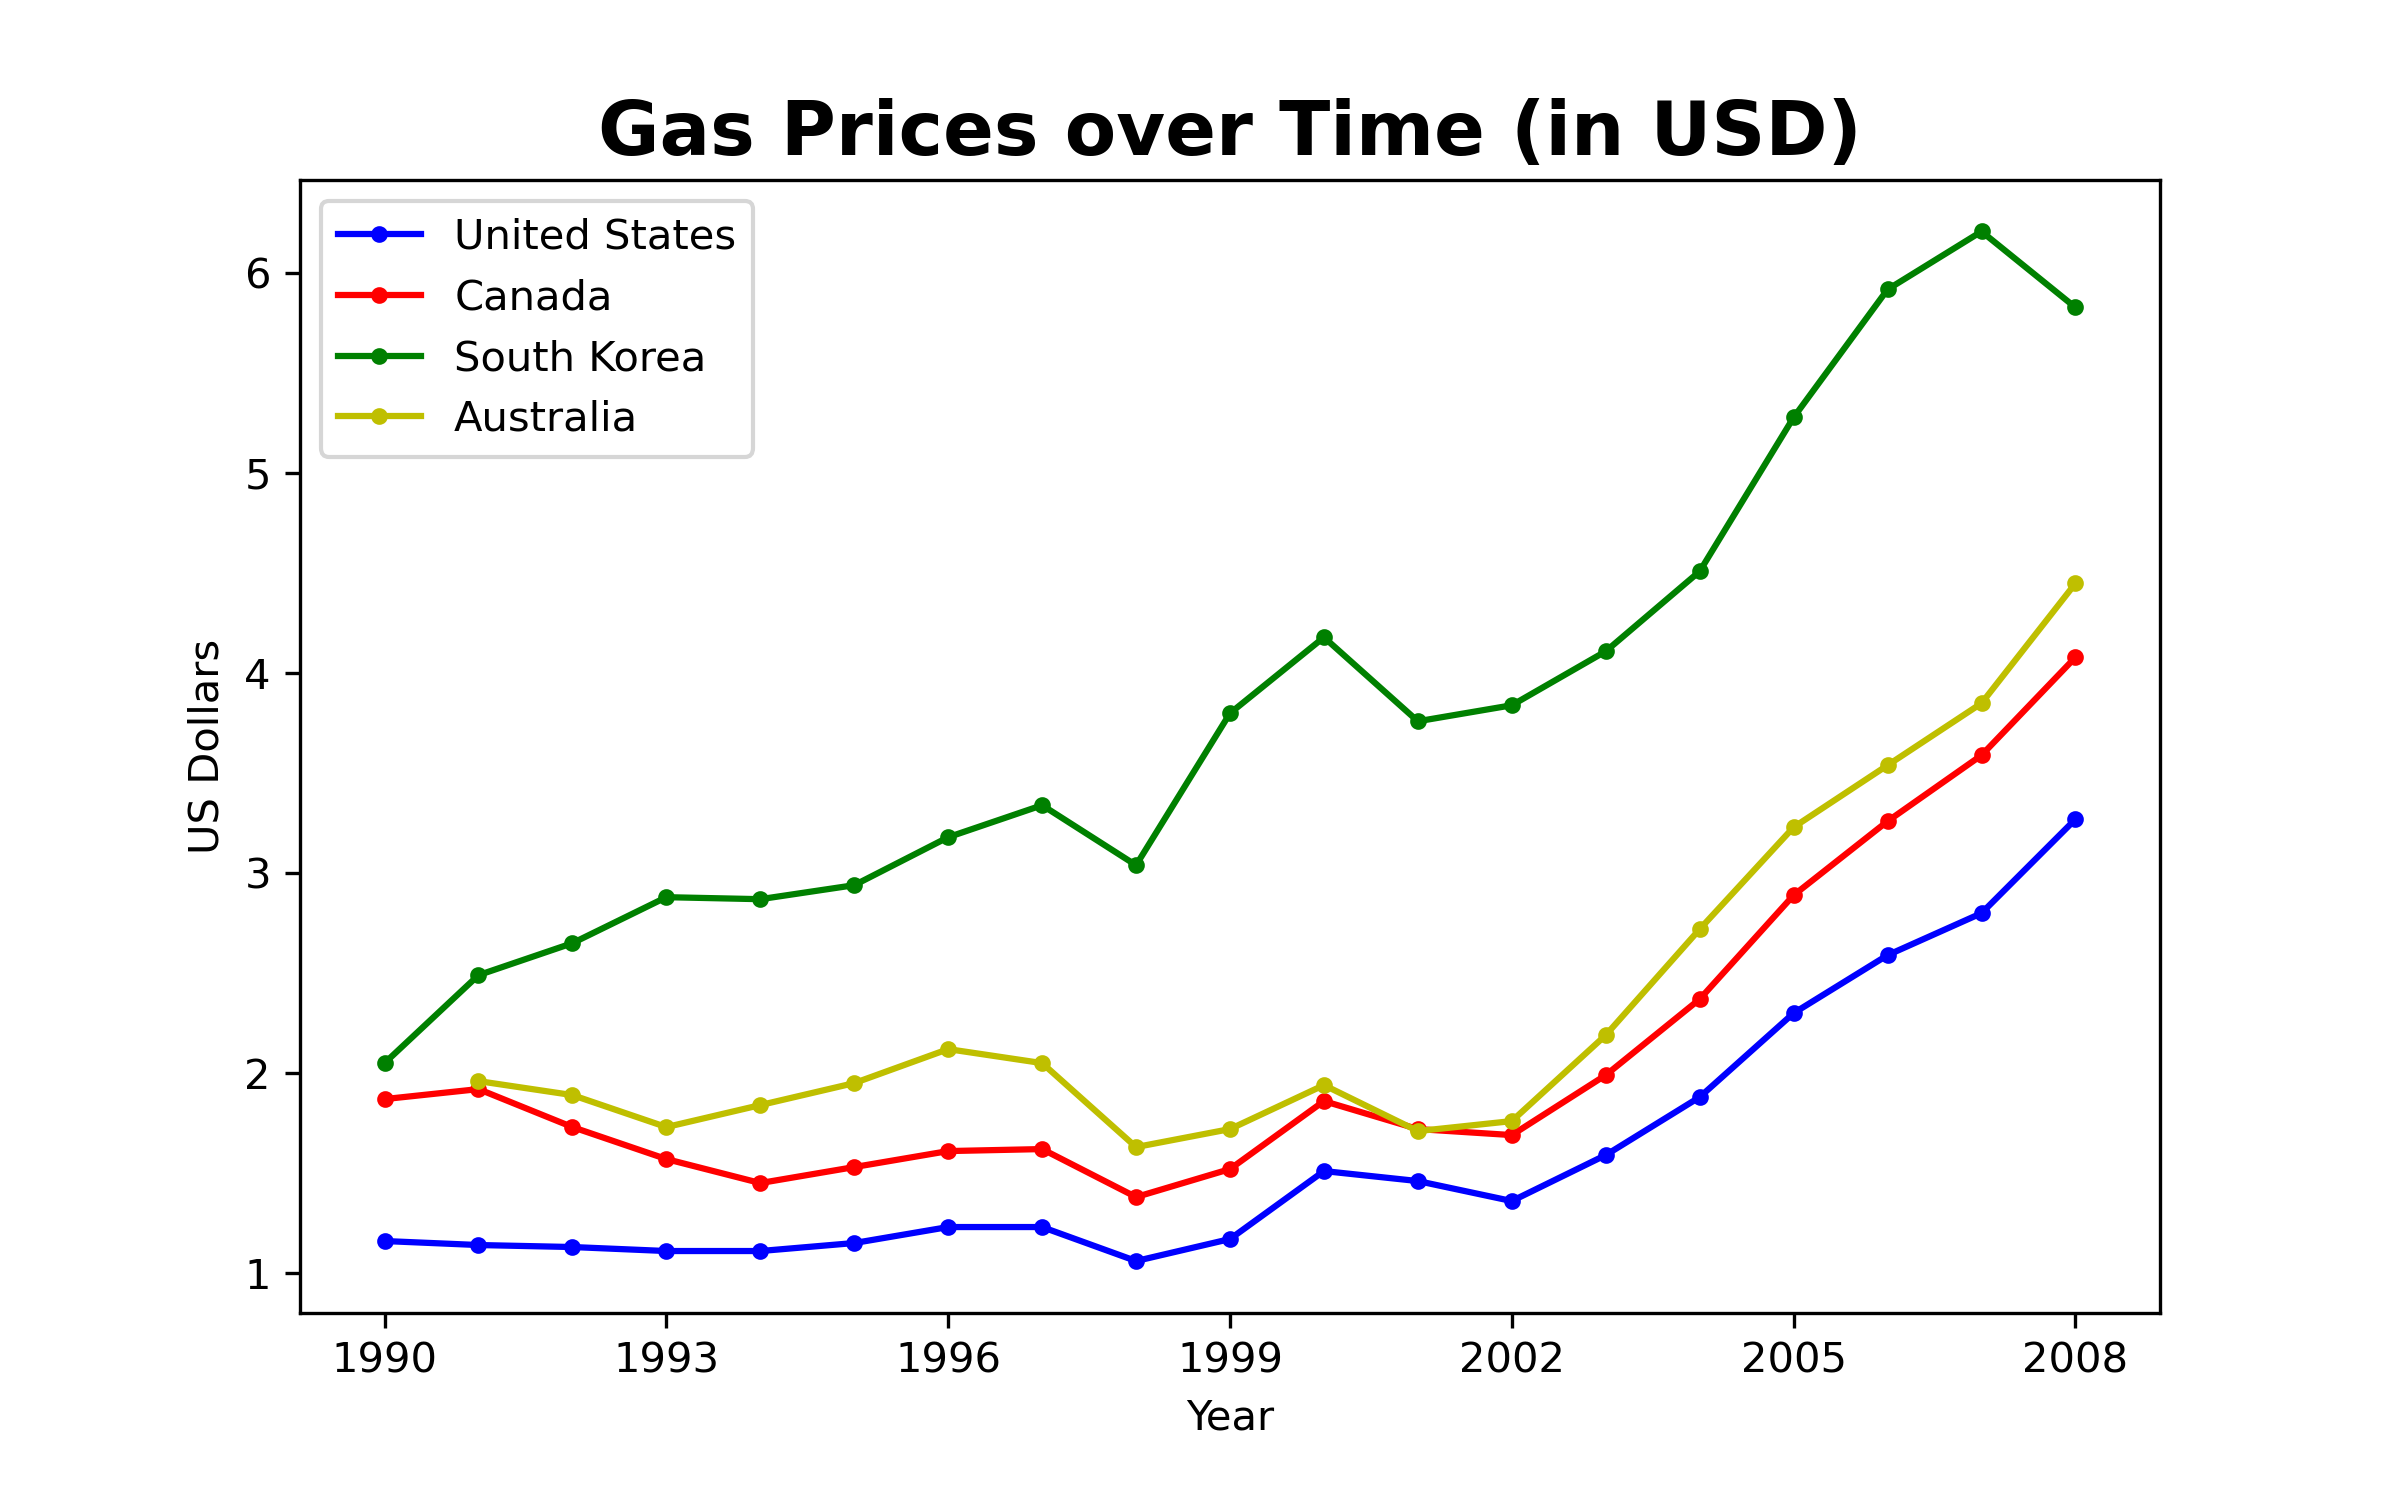 Gas Prices over Time (in USD)
United States
Canada
South Korea
Australia
6
5
4
3
2
1
US Dollars
1990 1993 1996 1999 2002 2005 2008
Year